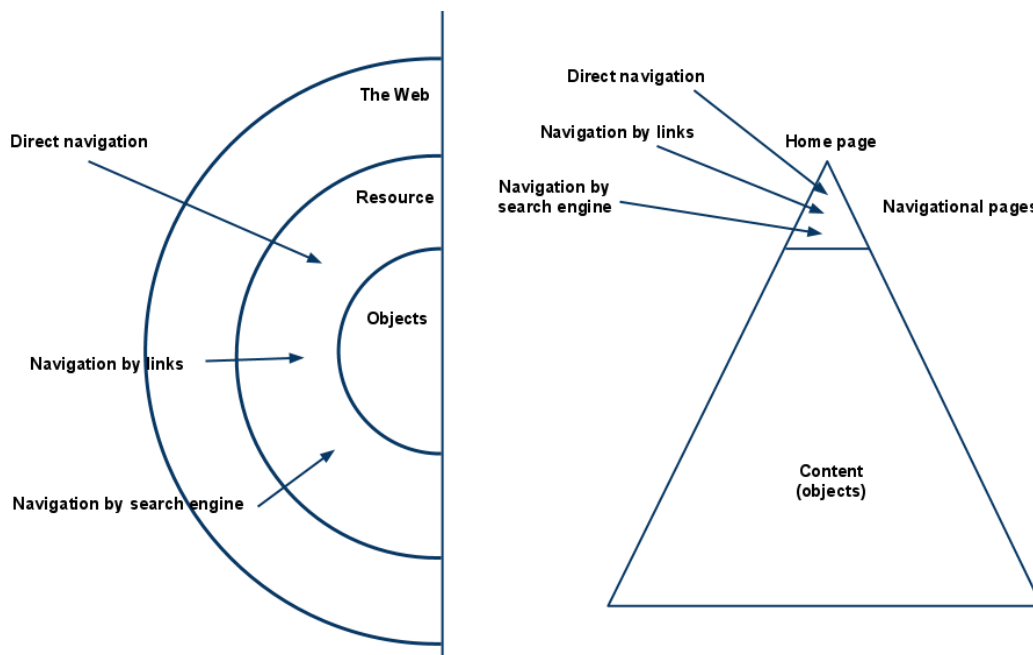 The Web
Direct navigation
Resource
Objects
Navigation by links
Navigation by search engine
Direct navigation
Navigation by links
Home page
Navigation by
search engine
Navigational pages
Content
(objects)